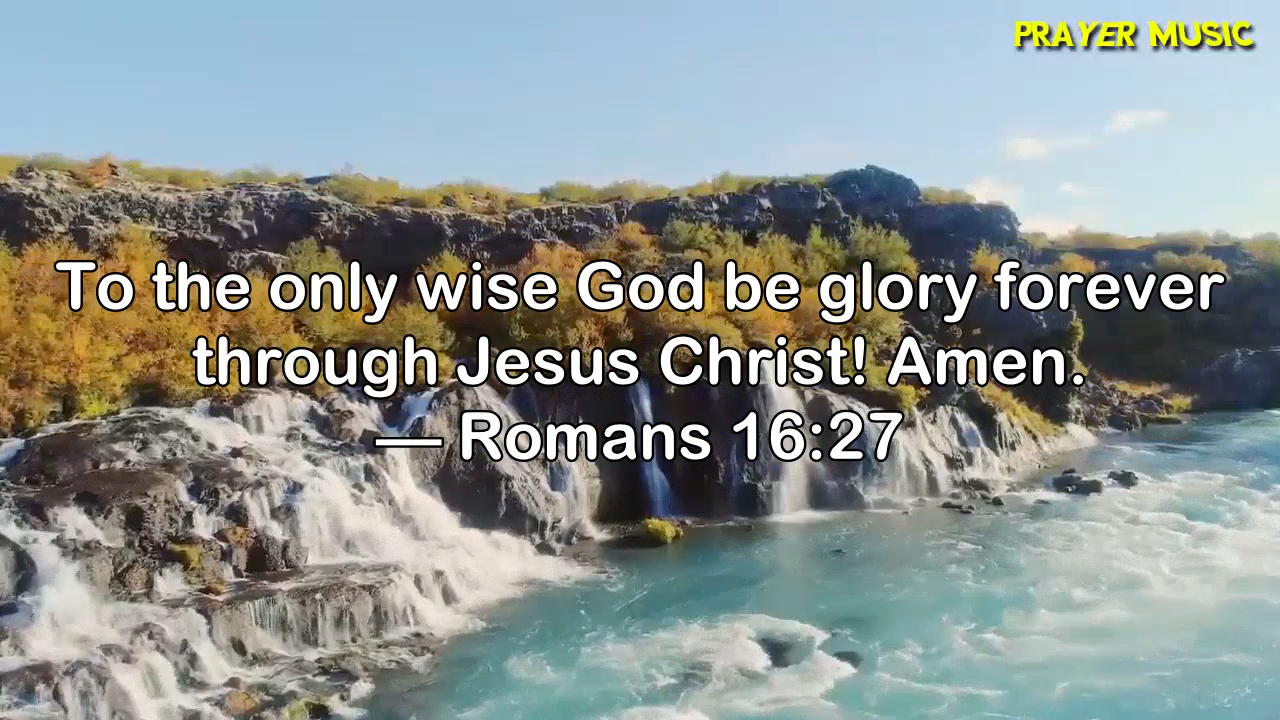 PRAYER MUSIC
To the only wise God be glory forever
through Jesus Christ! Amen.
— Romans 16:27